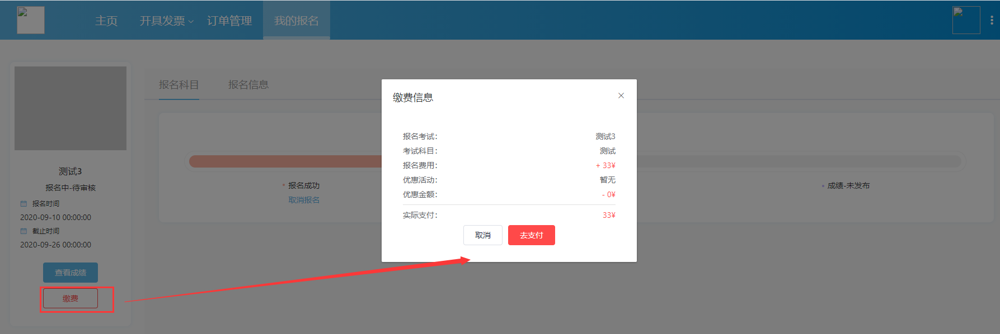 主页 开具发票 订单管理 我的报名
报名科目 报名信息
测试3
报名中-待审核
报名时间
2020-09-10 00:00:00
截止时间
2020-09-26 00:00:00
查看成绩
缴费
报名成功
取消报名
成绩-未发布
缴费信息
报名考试： 测试3
考试科目： 测试
报名费用： + 33¥
优惠活动： 暂无
优惠金额： - 0¥
实际支付： 33¥
取消 去支付